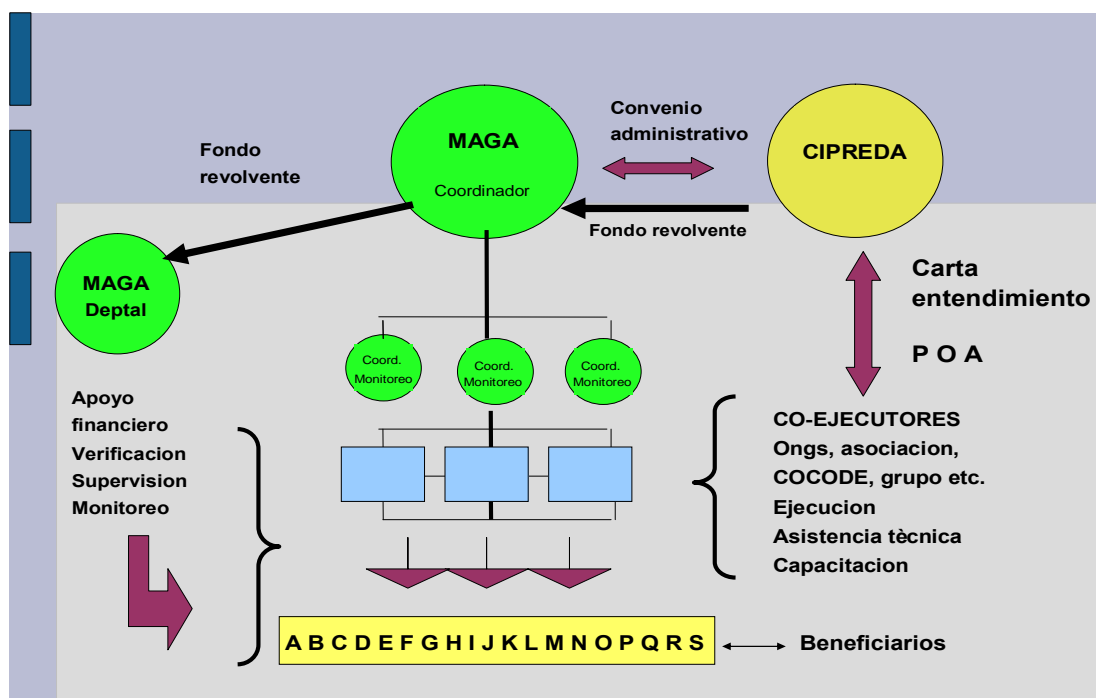 Convenio
administrativo
MAGA
Coordinador
CIPREDA
Fondo
revolvente
Fondo revolvente
MAGA
Deptal
Carta
entendimiento
P O A
Coord.
Monitoreo
Coord.
Monitoreo
Coord.
Monitoreo
Apoyo
financiero
Verificacion
Supervision
Monitoreo
CO-EJECUTORES
Ongs, asociacion,
COCODE, grupo etc.
Ejecucion
Asistencia tècnica
Capacitacion
A B C D E F G H I J K L M N O P Q R S
Beneficiarios